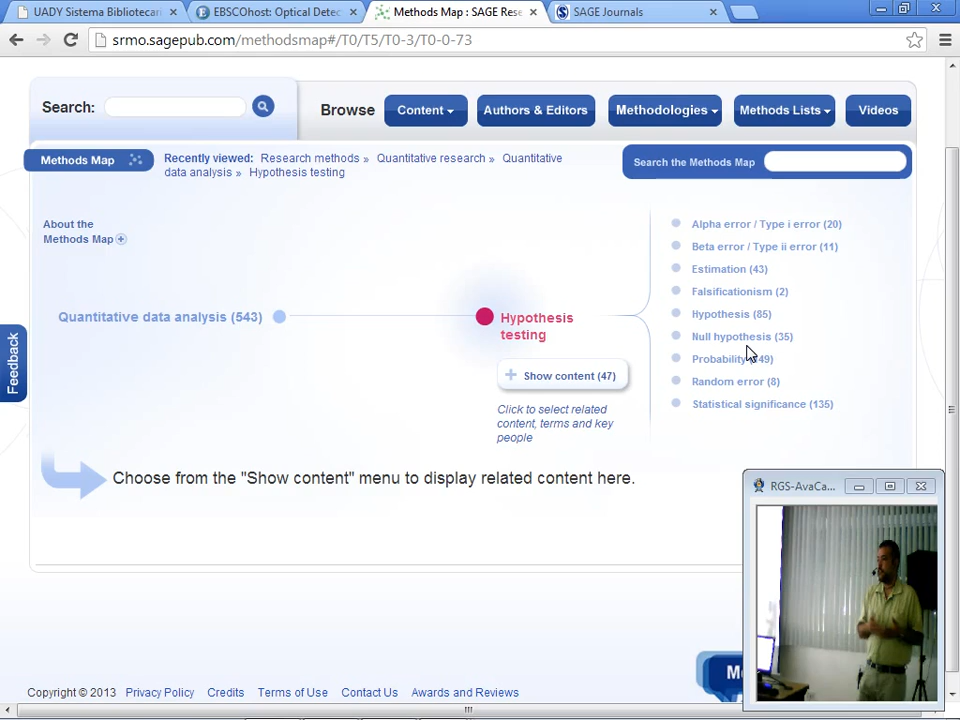 UADY Sistema Bibliotecari
EBSCOhost: Optical Detec
Methods Map : SAGE Rese
SAGE Journals
srmo.sagepub.com/methodsmap#/T0/T5/T0-3/T0-0-73
Search:
Browse
Content
Authors & Editors
Methodologies
Methods Lists
Videos
Methods Map
Recently viewed: Research methods » Quantitative research » Quantitative
data analysis » Hypothesis testing
Search the Methods Map
About the
Methods Map
Alpha error / Type i error (20)
Beta error / Type ii error (11)
Estimation (43)
Falsificationism (2)
Hypothesis (85)
Null hypothesis (35)
Probability
Random error (8)
Statistical significance (135)
Quantitative data analysis (543)
Hypothesis
testing
Show content (47)
Click to select related
content, terms and key
people
Feedback
Choose from the "Show content" menu to display related content here.
RGS-AvaCa...
Copyright © 2013 Privacy Policy Credits Terms of Use Contact Us Awards and Reviews